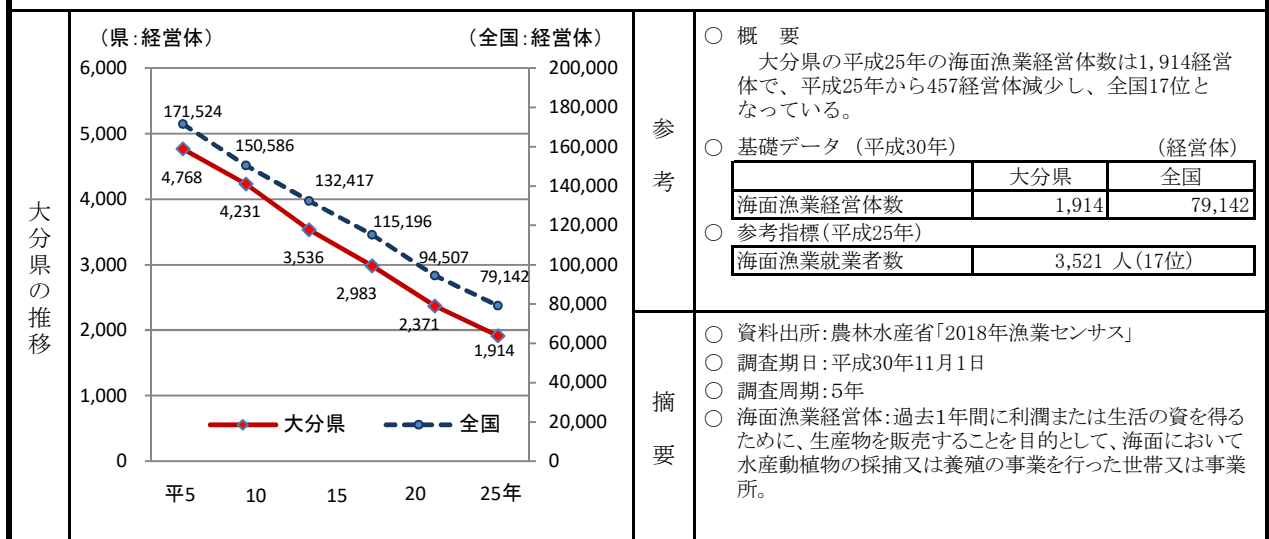 大分県の推移
（県：経営体）
（全国：経営体）
6,000
5,000
4,000
3,000
2,000
1,000
0
200,000
180,000
160,000
140,000
120,000
100,000
80,000
60,000
40,000
20,000
0
171,524
150,586
132,417
115,196
94,507
79,142
4,768
4,231
3,536
2,983
2,371
1,914
大分県
全国
平5
10
15
20
25年
参考
○ 概　要
大分県の平成25年の海面漁業経営体数は1,914経営
体で、平成25年から457経営体減少し、全国17位と
なっている。
○ 基礎データ （平成30年）　（経営体）
大分県　全国
海面漁業経営体数　1,914　79,142
○ 参考指標(平成25年)
海面漁業就業者数　3,521 人(17位)
摘要
○ 資料出所：農林水産省「2018年漁業センサス」
○ 調査期日：平成30年11月1日
○ 調査周期：5年
○ 海面漁業経営体：過去1年間に利潤または生活の資を得る
ために、生産物を販売することを目的として、海面において
水産動植物の採捕又は養殖の事業を行った世帯又は事業
所。